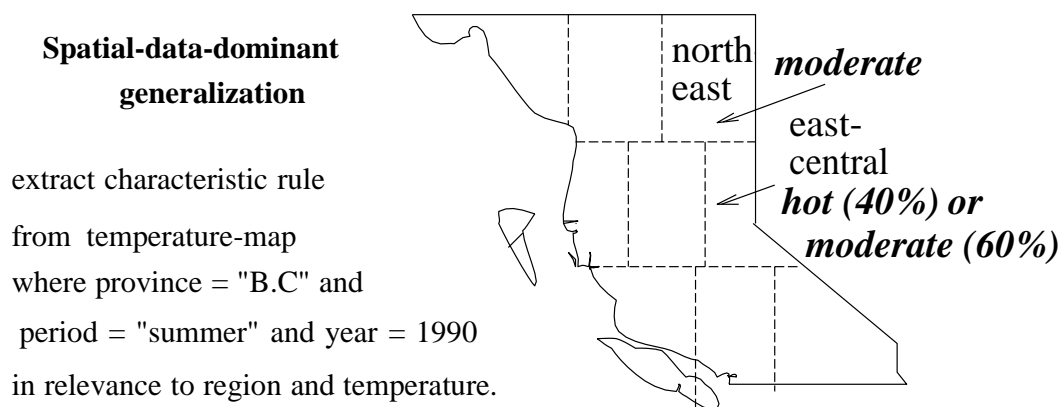 Spatial-data-dominant
generalization
extract characteristic rule
from temperature-map
where province = "B.C" and
period = "summer" and year = 1990
in relevance to region and temperature.
north
east
moderate
east-
central
hot (40%) or
moderate (60%)